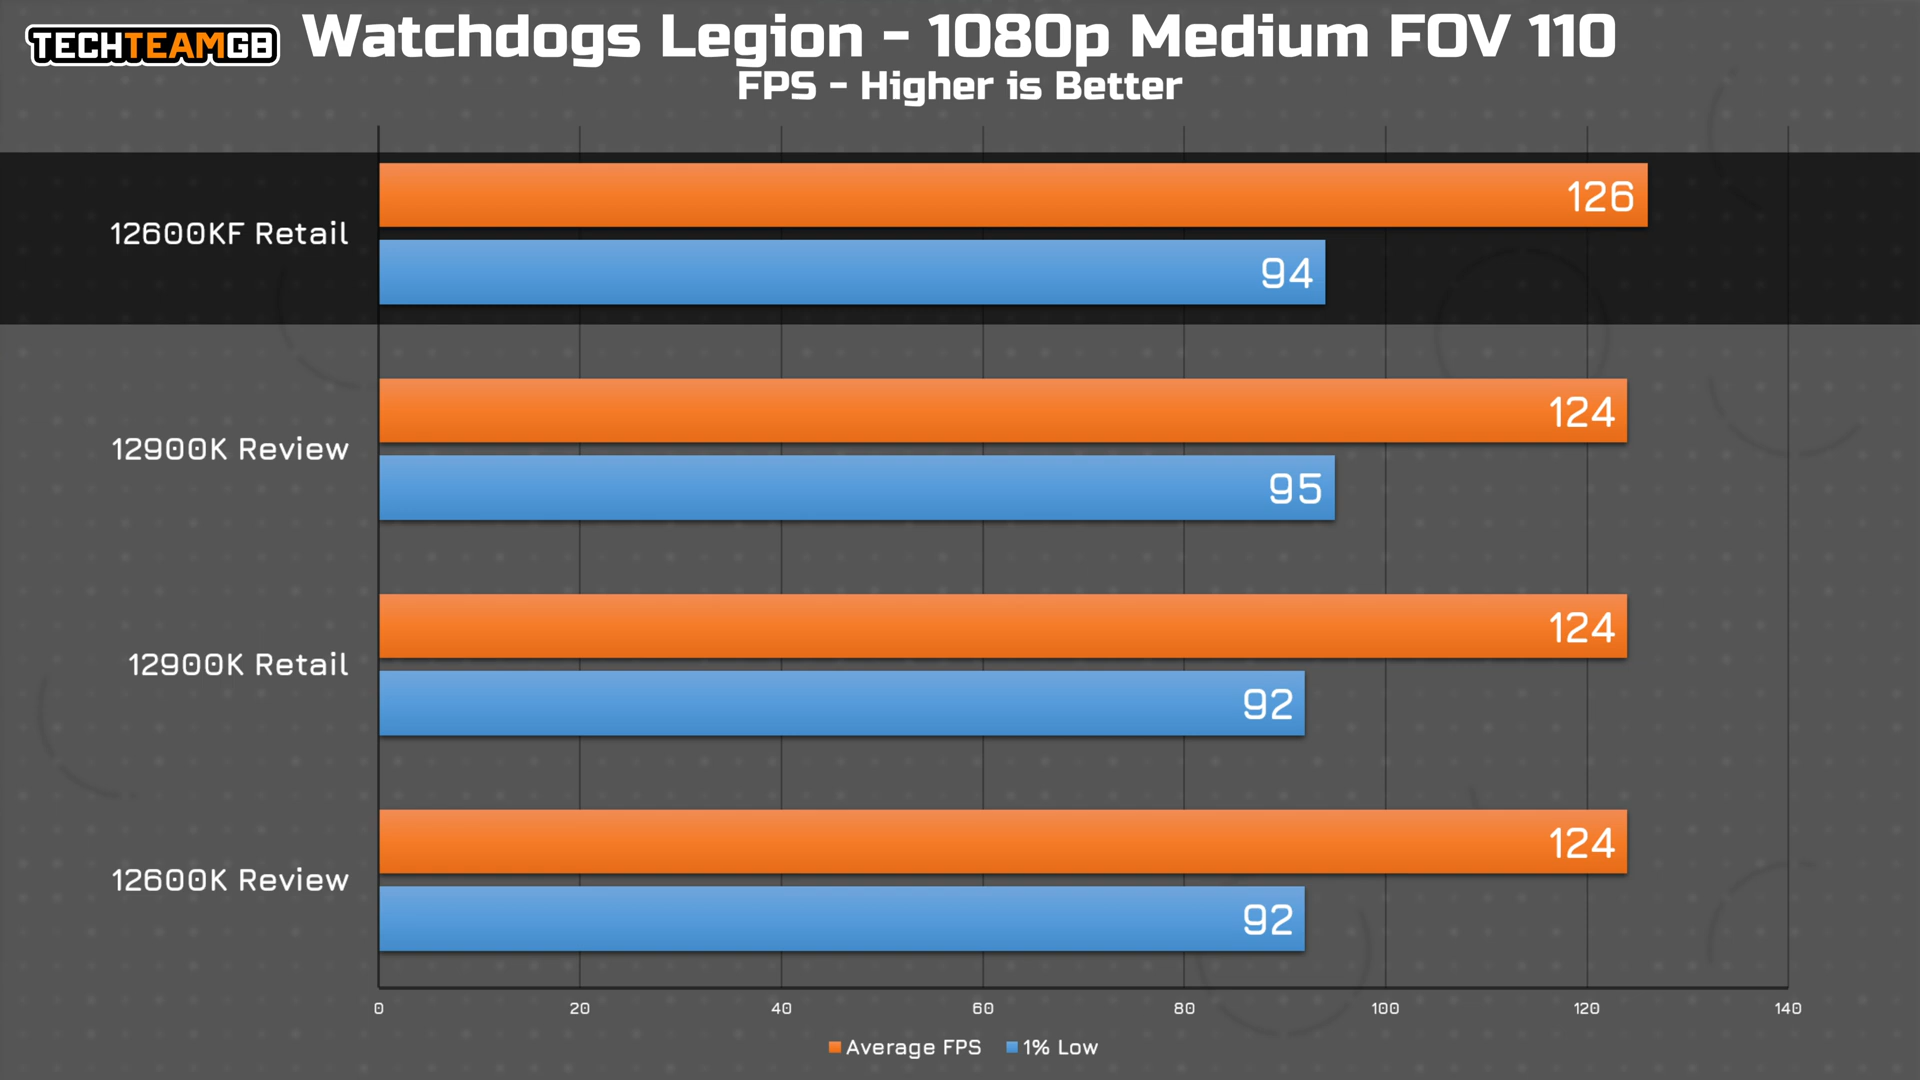 TECHTEAMGB
Watchdogs Legion - 1080p Medium FOV 110
FPS - Higher is Better
12600KF Retail
126
94
12900K Review
124
95
12900K Retail
124
92
12600K Review
124
92
0 20 40 60 80 100 120 140
Average FPS 1% Low